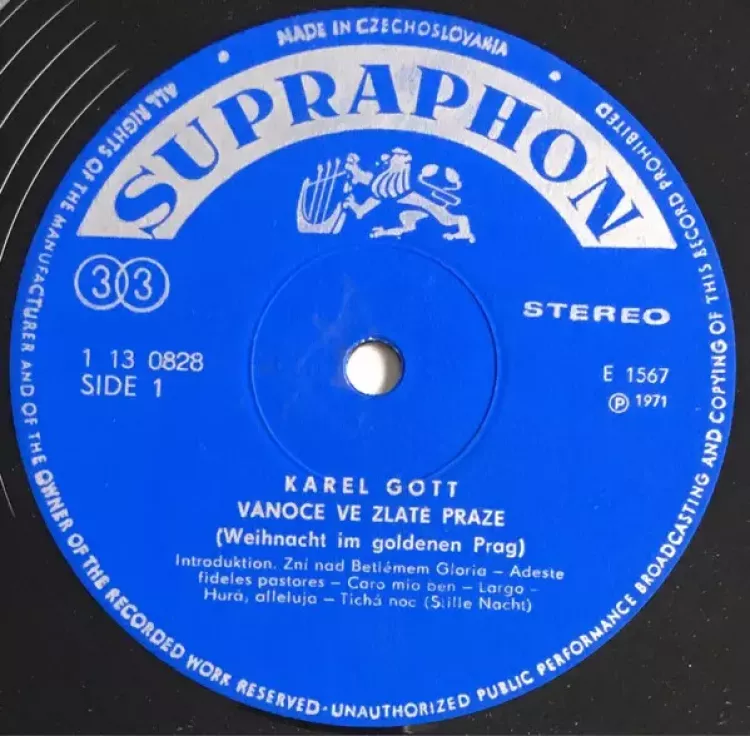 MADE IN CZECHOSLOVAKIA
ALL RIGHTS OF THE MANUFACTURER AND OF THE OWNER OF THE RECORDED WORK RESERVED · UNAUTHORIZED PUBLIC PERFORMANCE BROADCASTING AND COPYING OF THIS RECORD PROHIBITED
SUPRAPHON
33
STEREO
1 13 0828
SIDE 1
E 1567
℗ 1971
KAREL GOTT
VÁNOCE VE ZLATÉ PRAZE
(Weihnacht im goldenen Prag)
Introduktion. Zní nad Betlémem Gloria – Adeste
fideles pastores – Caro mio ben – Largo –
Hurá, alleluja – Tichá noc (Stille Nacht)